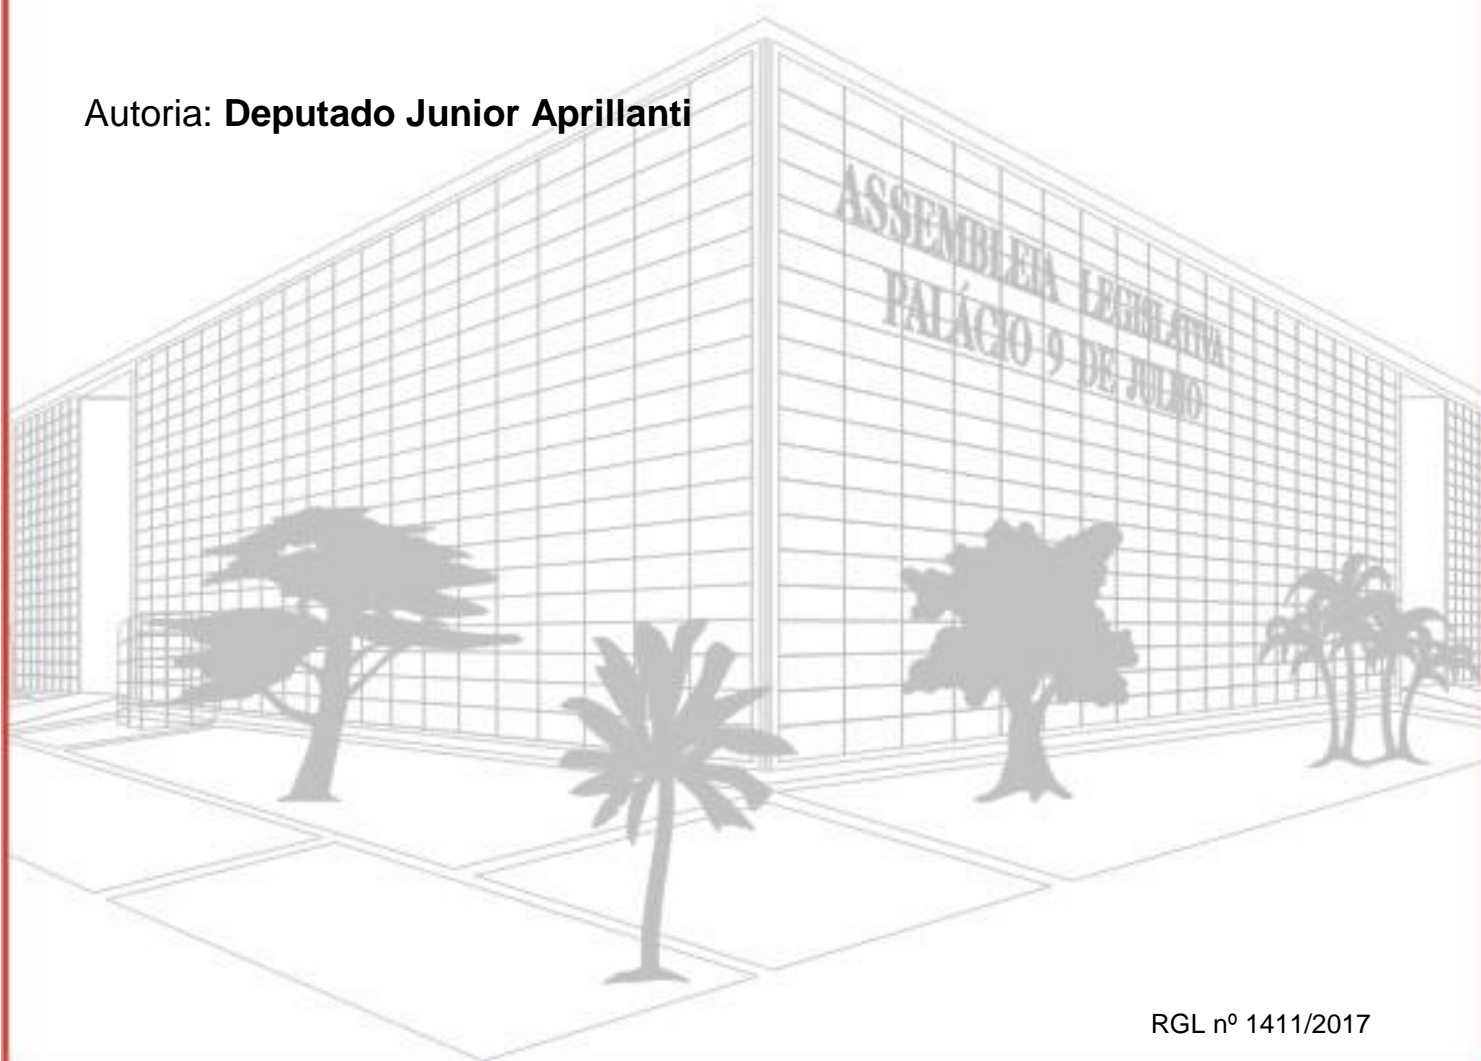 Autoria: Deputado Junior Aprillanti
ASSEMBLEIA LEGISLATIVA
PALÁCIO 9 DE JULHO
RGL nº 1411/2017